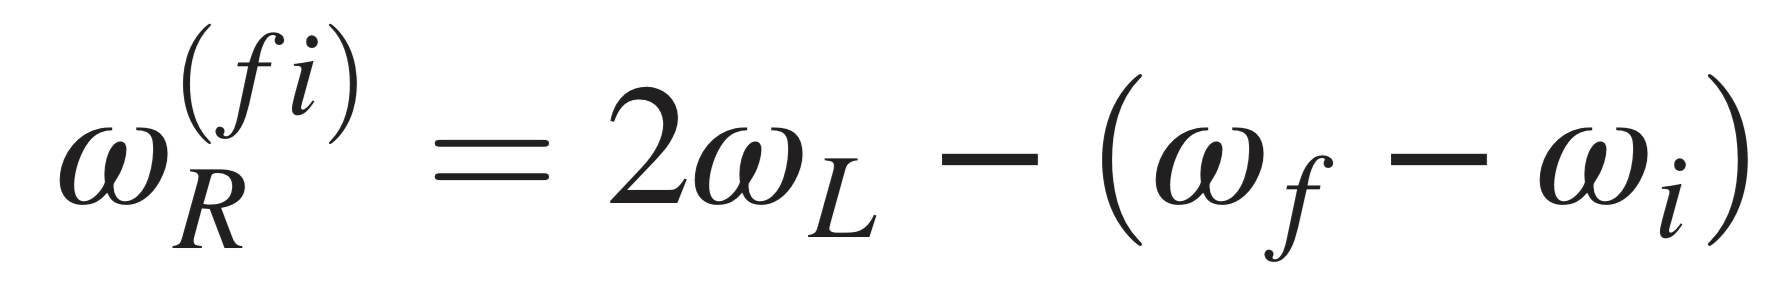 ω_R^{(fi)} = 2ω_L − (ω_f − ω_i)